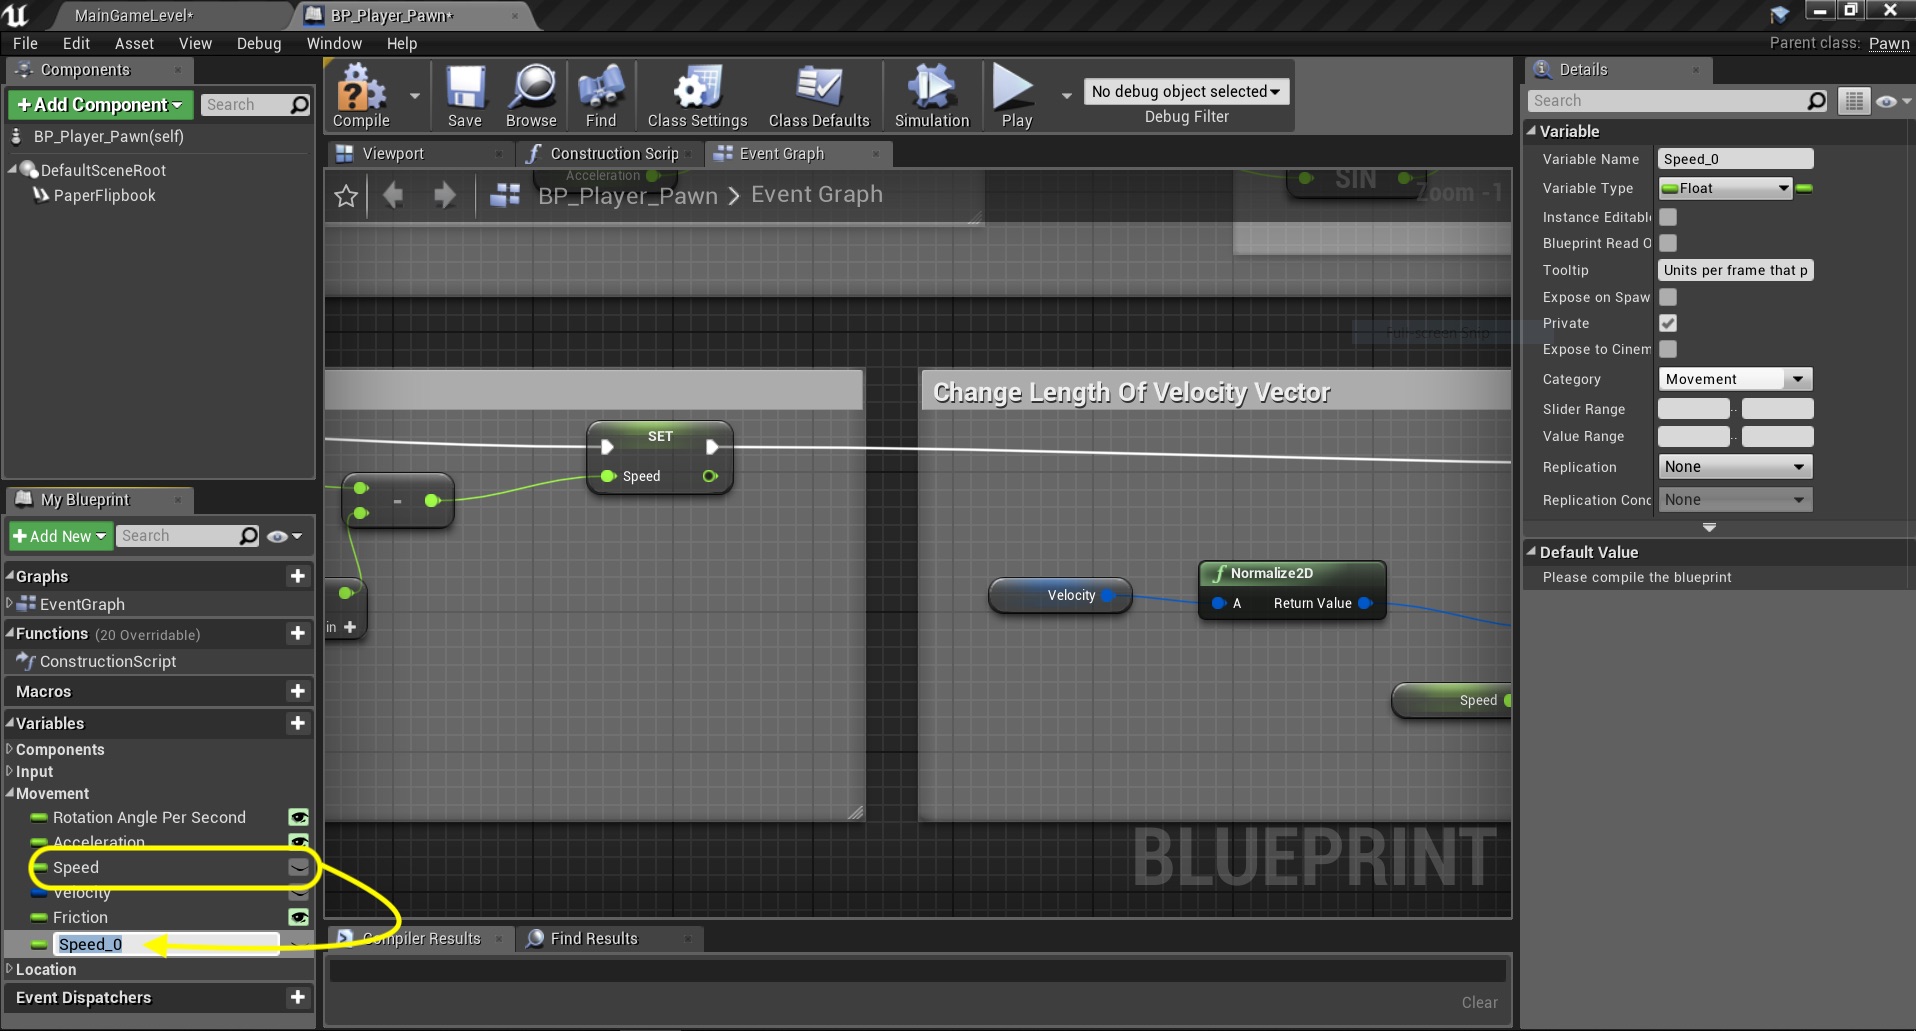 MainGameLevel*
BP_Player_Pawn*
File Edit Asset View Debug Window Help
Parent class: Pawn
Components
+Add Component
Search
BP_Player_Pawn(self)
DefaultSceneRoot
PaperFlipbook
Compile
Save
Browse
Find
Class Settings
Class Defaults
Simulation
Play
No debug object selected
Debug Filter
Viewport
Construction Scrip
Event Graph
Acceleration
BP_Player_Pawn > Event Graph
SIN
Zoom -1
Full-screen Snip
Change Length Of Velocity Vector
SET
Speed
-
in +
Velocity
f Normalize2D
A Return Value
Speed
BLUEPRINT
My Blueprint
+Add New
Search
Graphs
EventGraph
Functions (20 Overridable)
ConstructionScript
Macros
Variables
Components
Input
Movement
Rotation Angle Per Second
Acceleration
Speed
Velocity
Friction
Speed_0
Location
Event Dispatchers
Compiler Results
Find Results
Clear
Details
Search
Variable
Variable Name Speed_0
Variable Type Float
Instance Editabl
Blueprint Read O
Tooltip Units per frame that p
Expose on Spaw
Private
Expose to Cinem
Category Movement
Slider Range ..
Value Range ..
Replication None
Replication Conc None
Default Value
Please compile the blueprint